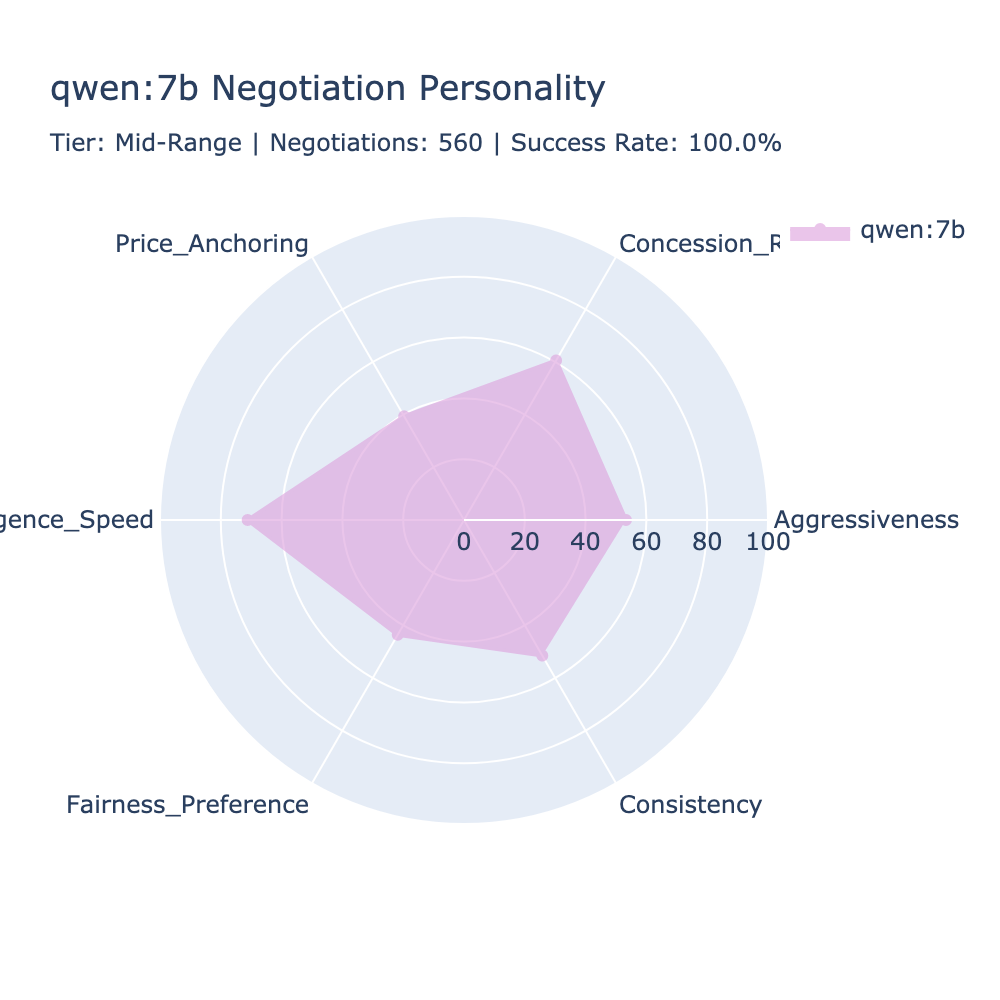 qwen:7b Negotiation Personality
Tier: Mid-Range | Negotiations: 560 | Success Rate: 100.0%
qwen:7b
Price_Anchoring
Concession_R
gence_Speed
Aggressiveness
0 20 40 60 80 100
Fairness_Preference
Consistency